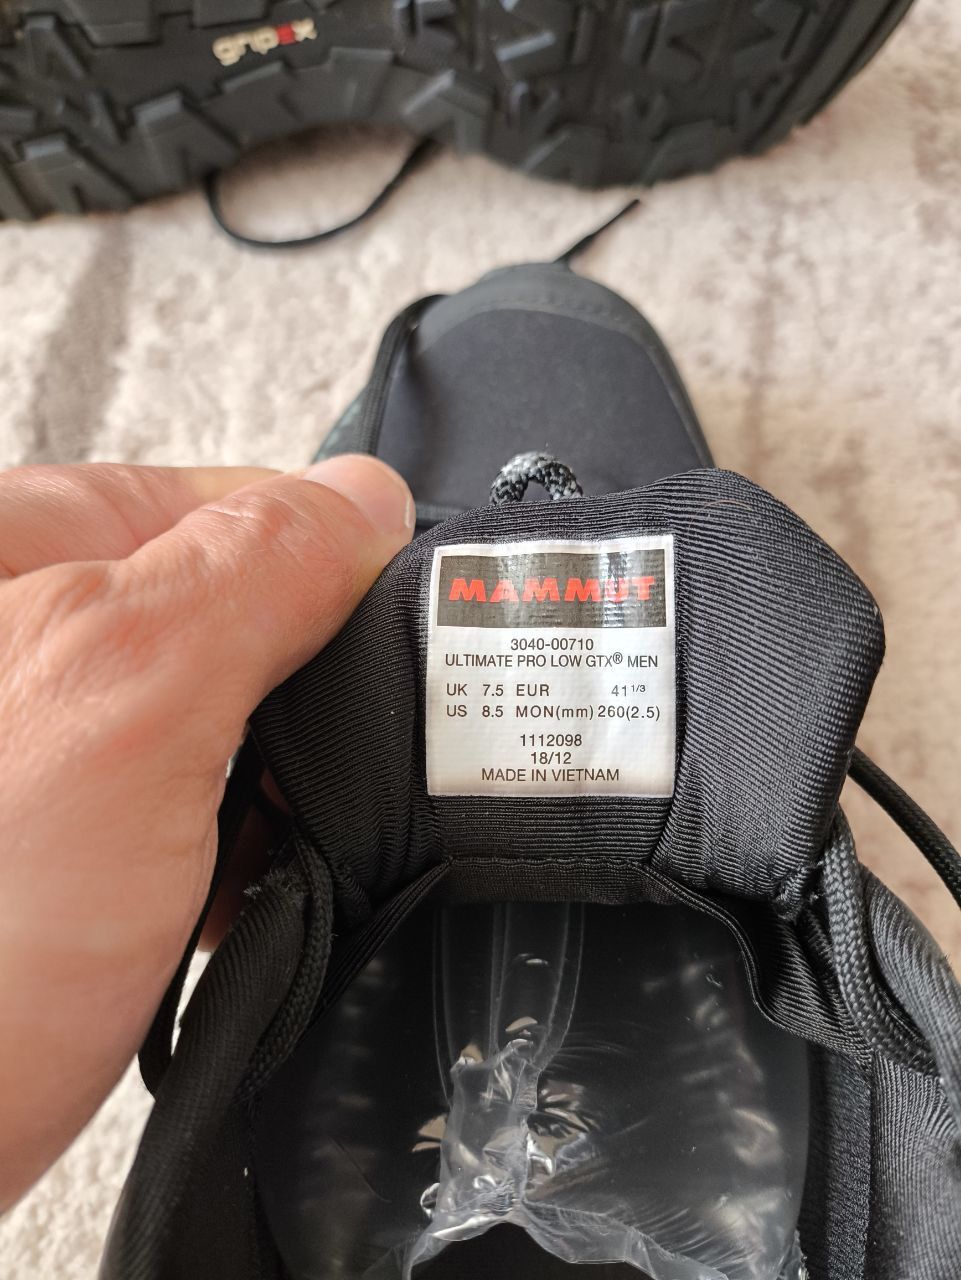 gripex
MAMMUT
3040-00710
ULTIMATE PRO LOW GTX® MEN
UK 7.5 EUR 41 1/3
US 8.5 MON(mm) 260(2.5)
1112098
18/12
MADE IN VIETNAM